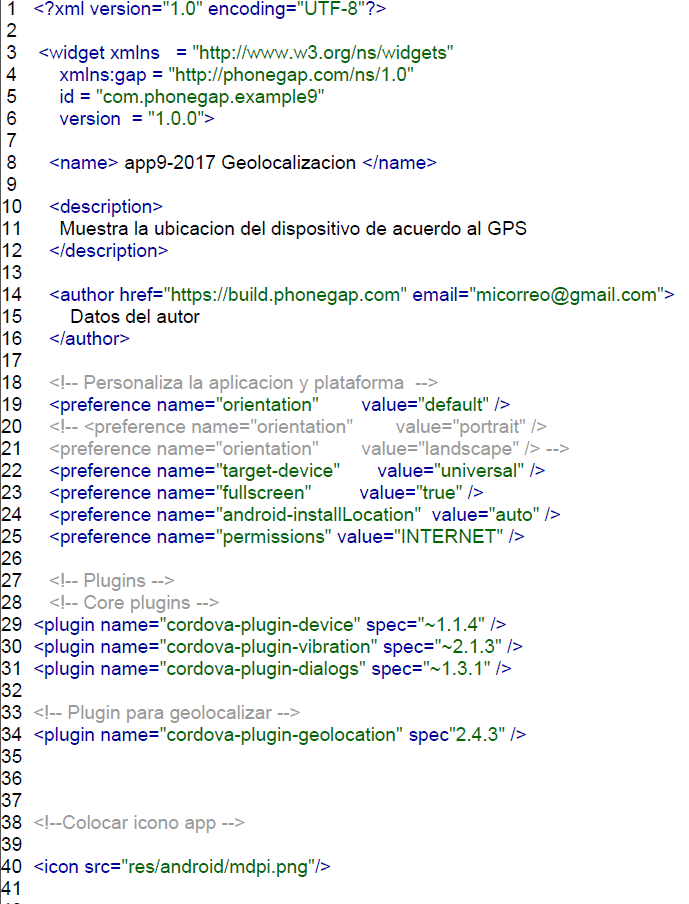 1 <?xml version="1.0" encoding="UTF-8"?>
2
3 <widget xmlns = "http://www.w3.org/ns/widgets"
4 xmlns:gap = "http://phonegap.com/ns/1.0"
5 id = "com.phonegap.example9"
6 version = "1.0.0">
7
8 <name> app9-2017 Geolocalizacion </name>
9
10 <description>
11 Muestra la ubicacion del dispositivo de acuerdo al GPS
12 </description>
13
14 <author href="https://build.phonegap.com" email="micorreo@gmail.com">
15 Datos del autor
16 </author>
17
18 <!-- Personaliza la aplicacion y plataforma -->
19 <preference name="orientation" value="default" />
20 <!-- <preference name="orientation" value="portrait" />
21 <preference name="orientation" value="landscape" /> -->
22 <preference name="target-device" value="universal" />
23 <preference name="fullscreen" value="true" />
24 <preference name="android-installLocation" value="auto" />
25 <preference name="permissions" value="INTERNET" />
26
27 <!-- Plugins -->
28 <!-- Core plugins -->
29 <plugin name="cordova-plugin-device" spec="~1.1.4" />
30 <plugin name="cordova-plugin-vibration" spec="~2.1.3" />
31 <plugin name="cordova-plugin-dialogs" spec="~1.3.1" />
32
33 <!-- Plugin para geolocalizar -->
34 <plugin name="cordova-plugin-geolocation" spec"2.4.3" />
35
36
37
38 <!--Colocar icono app -->
39
40 <icon src="res/android/mdpi.png"/>
41